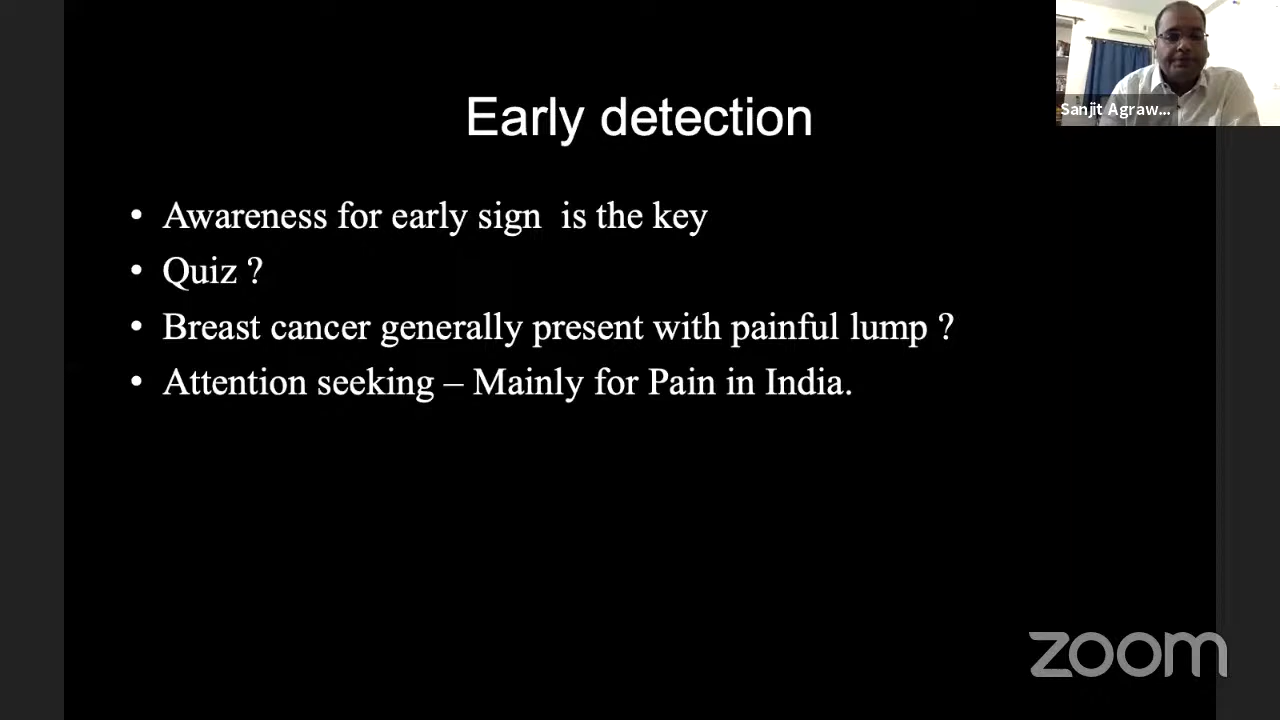 Early detection
Sanjit Agraw...
• Awareness for early sign is the key
• Quiz ?
• Breast cancer generally present with painful lump ?
• Attention seeking – Mainly for Pain in India.
zoom